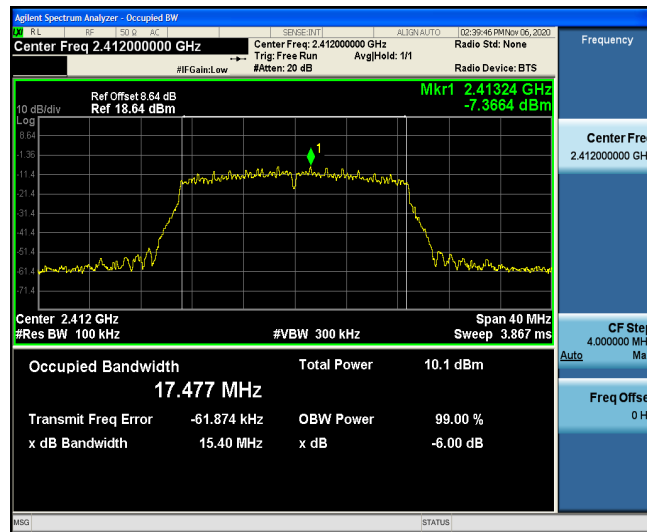 Agilent Spectrum Analyzer - Occupied BW
RL RF 50 Ω AC SENSE:INT ALIGN AUTO 02:39:46 PM Nov 06, 2020
Center Freq 2.412000000 GHz
Center Freq: 2.412000000 GHz
Radio Std: None
Trig: Free Run Avg|Hold: 1/1
#IFGain:Low
#Atten: 20 dB
Radio Device: BTS
Frequency
Mkr1 2.41324 GHz
-7.3664 dBm
Ref Offset 8.64 dB
10 dB/div Ref 18.64 dBm
Log
8.64
-1.36
-11.4
-21.4
-31.4
-41.4
-51.4
-61.4
-71.4
1
Center 2.412 GHz Span 40 MHz
#Res BW 100 kHz #VBW 300 kHz Sweep 3.867 ms
Occupied Bandwidth Total Power 10.1 dBm
17.477 MHz
Transmit Freq Error -61.874 kHz OBW Power 99.00 %
x dB Bandwidth 15.40 MHz x dB -6.00 dB
Center Fre
2.412000000 GH
CF Step
4.000000 MH
Auto Ma
Freq Offse
0 H
MSG STATUS